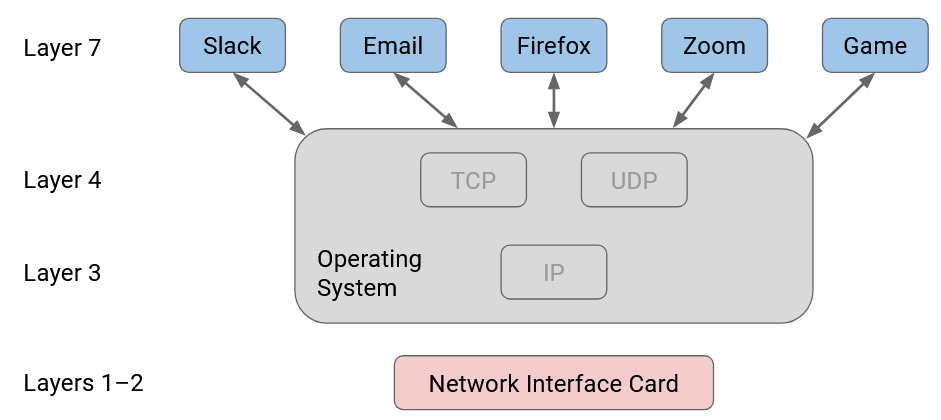 Layer 7
Slack
Email
Firefox
Zoom
Game
Layer 4
TCP
UDP
Layer 3
Operating
System
IP
Layers 1–2
Network Interface Card